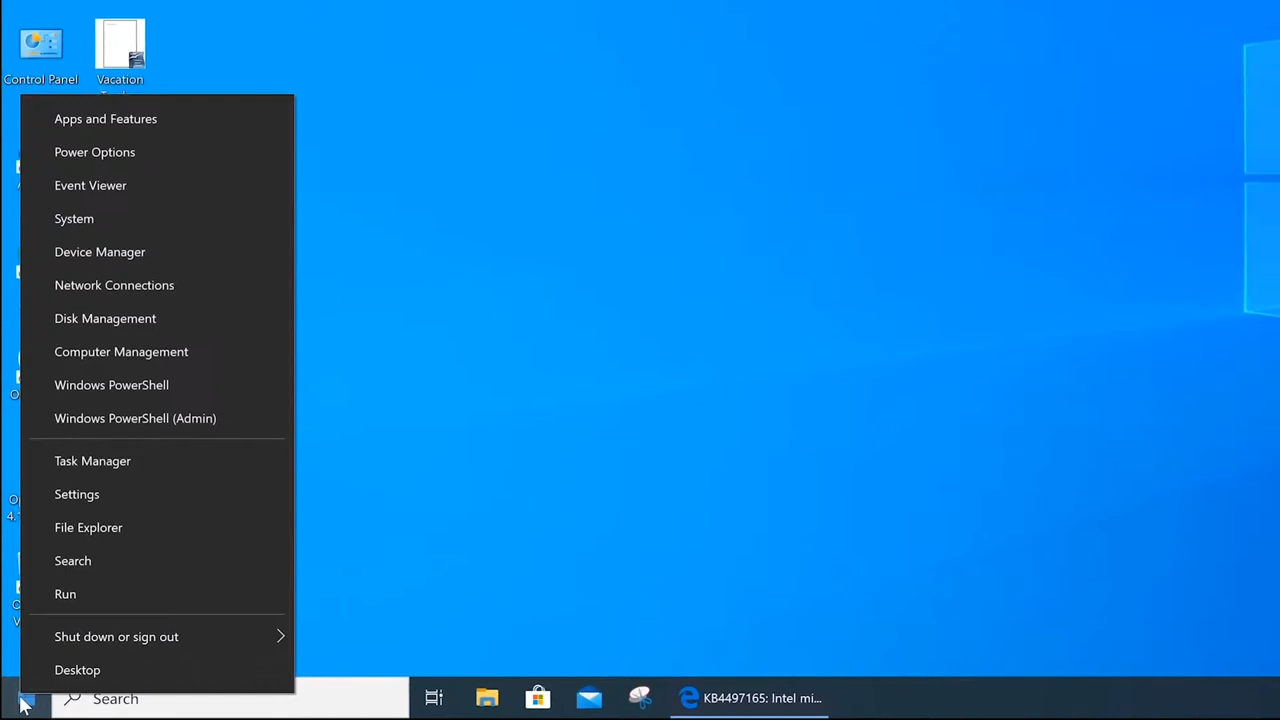 Control Panel
Vacation
Apps and Features
Power Options
Event Viewer
System
Device Manager
Network Connections
Disk Management
Computer Management
Windows PowerShell
Windows PowerShell (Admin)
Task Manager
Settings
File Explorer
Search
Run
Shut down or sign out
Desktop
Search
KB4497165: Intel mi...